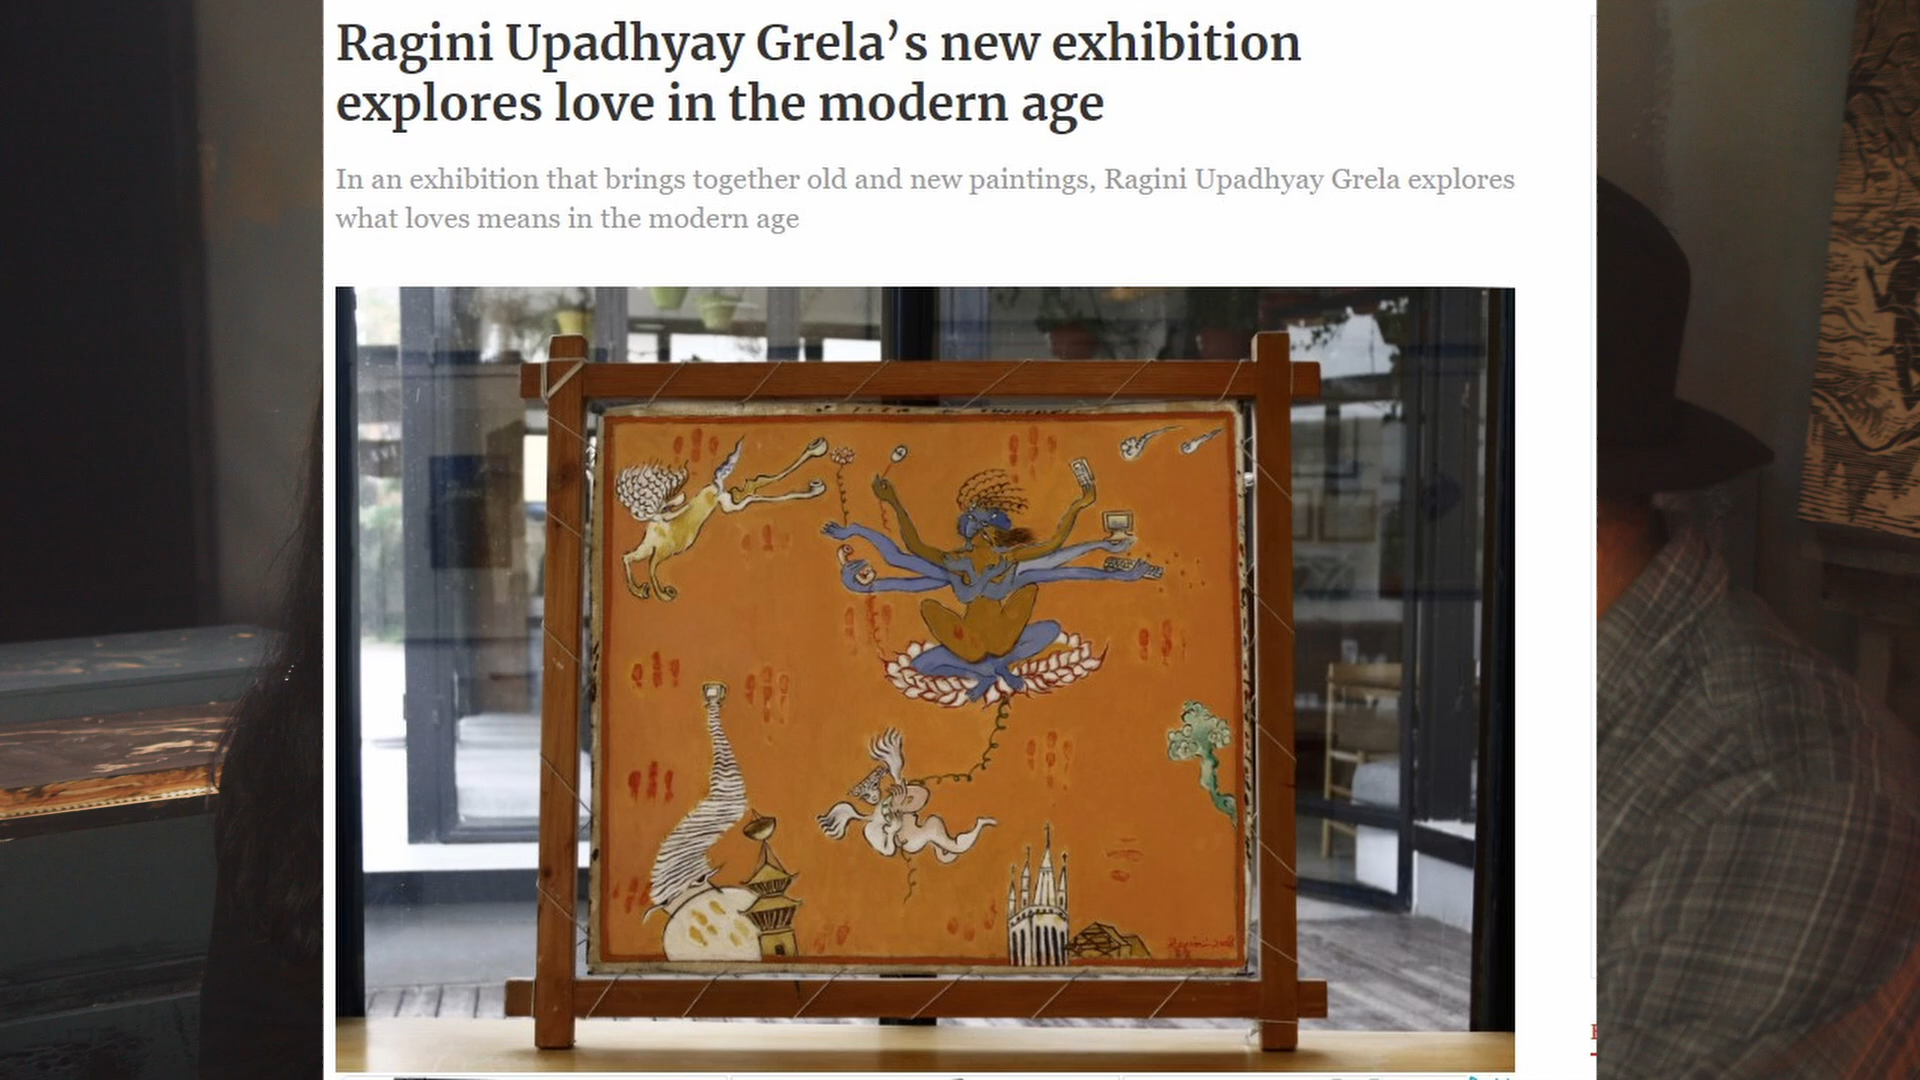 Ragini Upadhyay Grela’s new exhibition
explores love in the modern age
In an exhibition that brings together old and new paintings, Ragini Upadhyay Grela explores
what loves means in the modern age